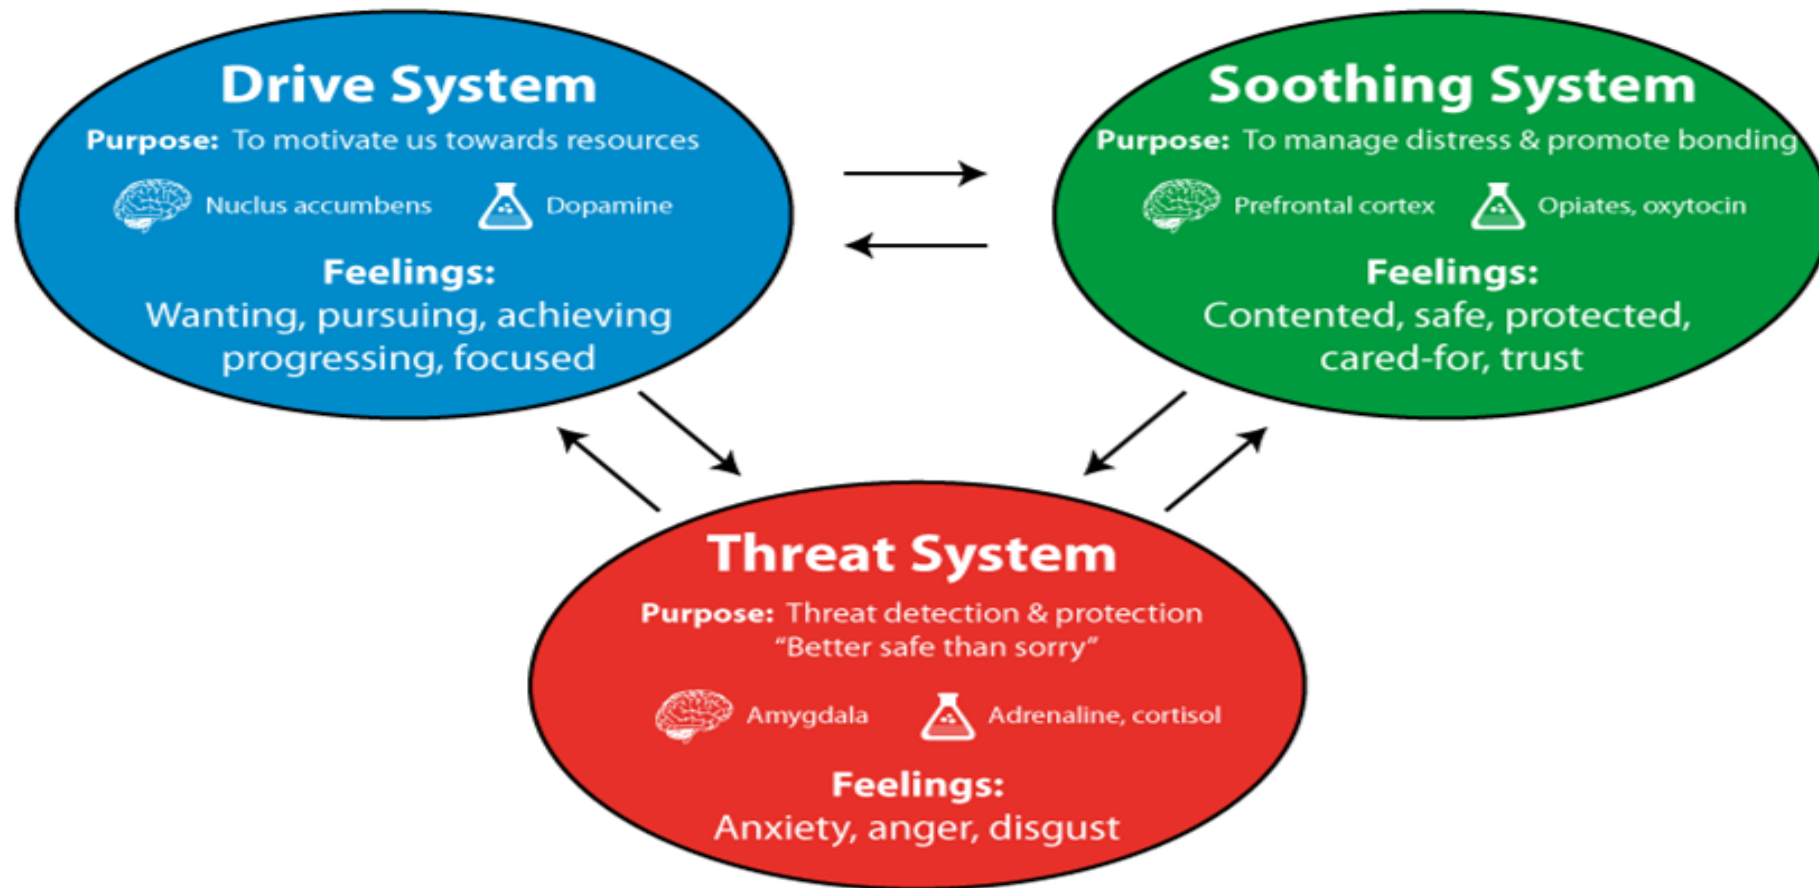 Drive System
Purpose: To motivate us towards resources
Nuclus accumbens
Dopamine
Feelings:
Wanting, pursuing, achieving
progressing, focused
Soothing System
Purpose: To manage distress & promote bonding
Prefrontal cortex
Opiates, oxytocin
Feelings:
Contented, safe, protected,
cared-for, trust
Threat System
Purpose: Threat detection & protection
“Better safe than sorry”
Amygdala
Adrenaline, cortisol
Feelings:
Anxiety, anger, disgust